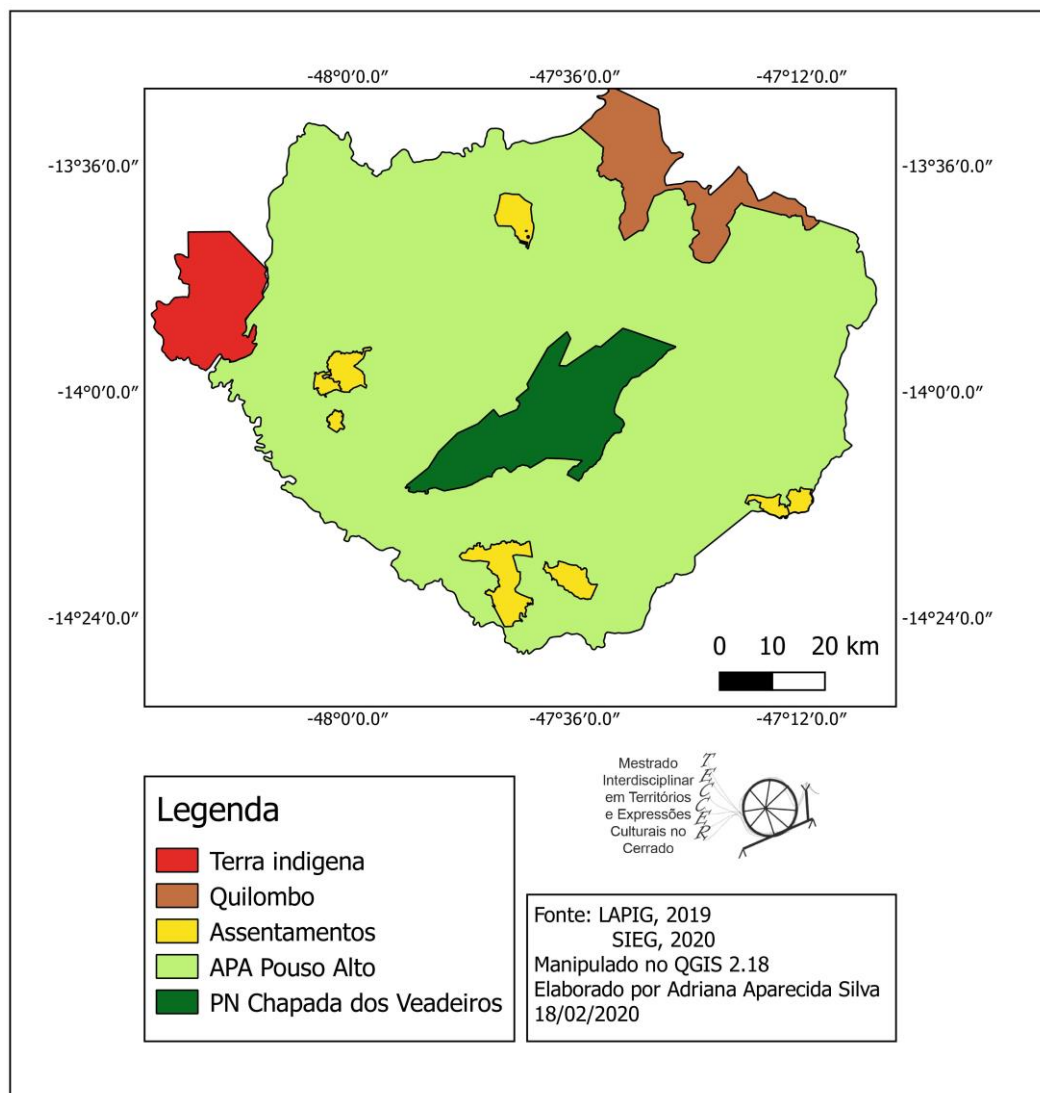 -48°0'0.0″ -47°36'0.0″ -47°12'0.0″
-13°36'0.0″ -13°36'0.0″
-14°0'0.0″ -14°0'0.0″
-14°24'0.0″ -14°24'0.0″
0 10 20 km
-48°0'0.0″ -47°36'0.0″ -47°12'0.0″
Legenda
Terra indigena
Quilombo
Assentamentos
APA Pouso Alto
PN Chapada dos Veadeiros
Mestrado
Interdisciplinar
em Territórios
e Expressões
Culturais no
Cerrado
TECCER
Fonte: LAPIG, 2019
SIEG, 2020
Manipulado no QGIS 2.18
Elaborado por Adriana Aparecida Silva
18/02/2020